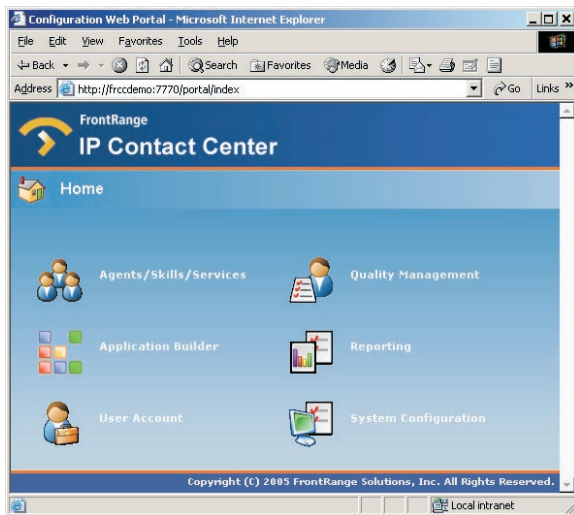 Configuration Web Portal - Microsoft Internet Explorer
File Edit View Favorites Tools Help
Back Search Favorites Media
Address http://frccdemo:7770/portal/index Go Links »
FrontRange
IP Contact Center
Home
Agents/Skills/Services Quality Management
Application Builder Reporting
User Account System Configuration
Copyright (C) 2005 FrontRange Solutions, Inc. All Rights Reserved.
Local intranet